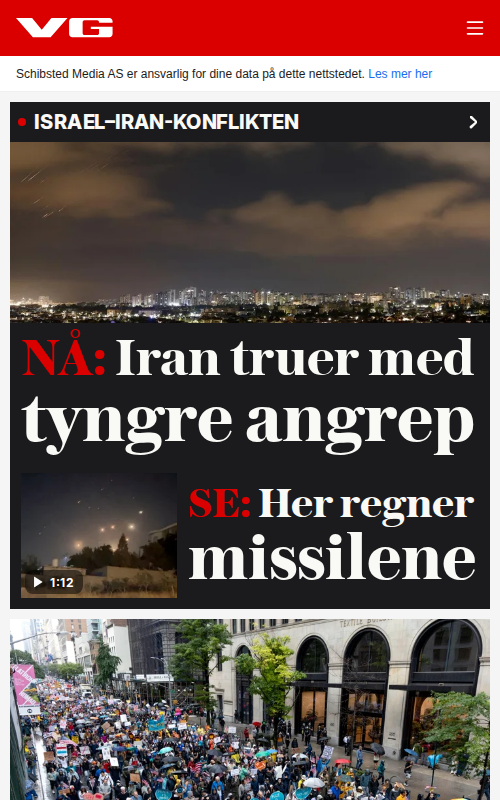 VG
Schibsted Media AS er ansvarlig for dine data på dette nettstedet. Les mer her
ISRAEL–IRAN-KONFLIKTEN
NÅ: Iran truer med
tyngre angrep
SE: Her regner
missilene
1:12